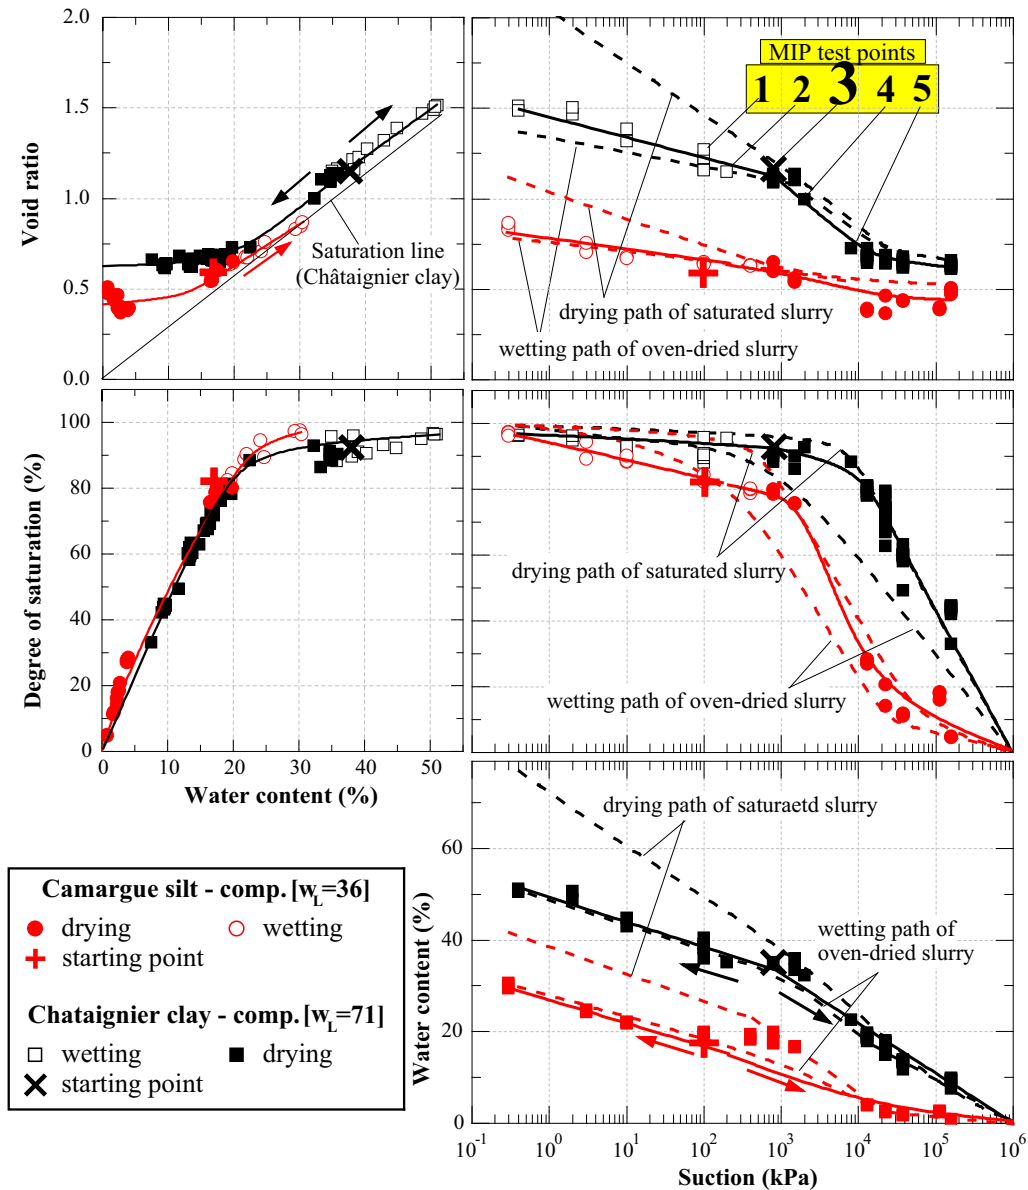 2.0
1.5
1.0
0.5
0.0
Void ratio
Saturation line
(Châtaignier clay)
MIP test points
1 2 3 4 5
drying path of saturated slurry
wetting path of oven-dried slurry
100
80
60
40
20
0
Degree of saturation (%)
0 10 20 30 40 50
Water content (%)
drying path of saturated slurry
wetting path of oven-dried slurry
drying path of saturaetd slurry
wetting path of
oven-dried slurry
60
40
20
0
Water content (%)
10-1 100 101 102 103 104 105 106
Suction (kPa)
Camargue silt - comp. [wL=36]
drying wetting
starting point
Chataignier clay - comp. [wL=71]
wetting drying
starting point